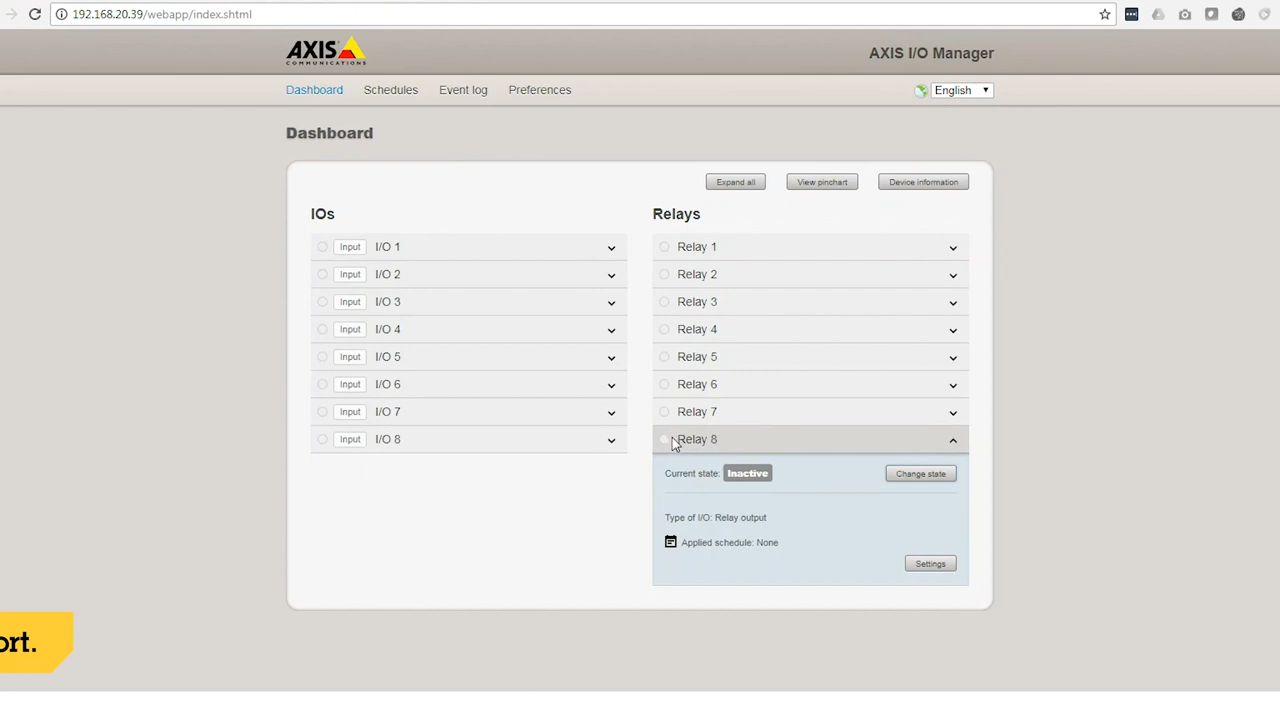 192.168.20.39/webapp/index.shtml
AXIS
COMMUNICATIONS
AXIS I/O Manager
Dashboard Schedules Event log Preferences
English
Dashboard
Expand all View pinchart Device information
IOs
Input I/O 1
Input I/O 2
Input I/O 3
Input I/O 4
Input I/O 5
Input I/O 6
Input I/O 7
Input I/O 8
Relays
Relay 1
Relay 2
Relay 3
Relay 4
Relay 5
Relay 6
Relay 7
Relay 8
Current state: Inactive Change state
Type of I/O: Relay output
Applied schedule: None
Settings
ort.